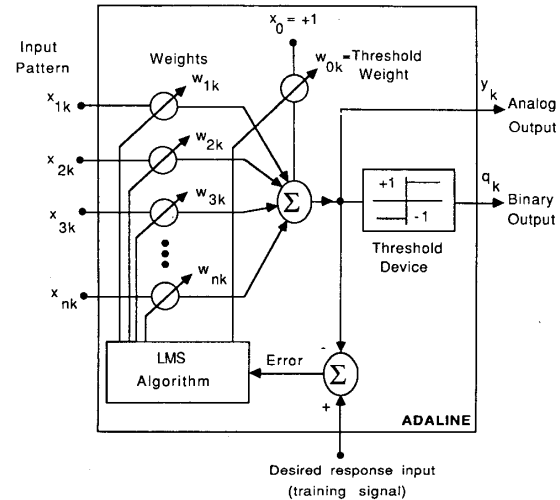 x0 = +1
Input
Pattern
Weights
w0k=Threshold
Weight
x1k
w1k
x2k
w2k
x3k
w3k
xnk
wnk
Σ
yk
Analog
Output
+1
-1
qk
Binary
Output
Threshold
Device
LMS
Algorithm
Error
-
Σ
+
ADALINE
Desired response input
(training signal)